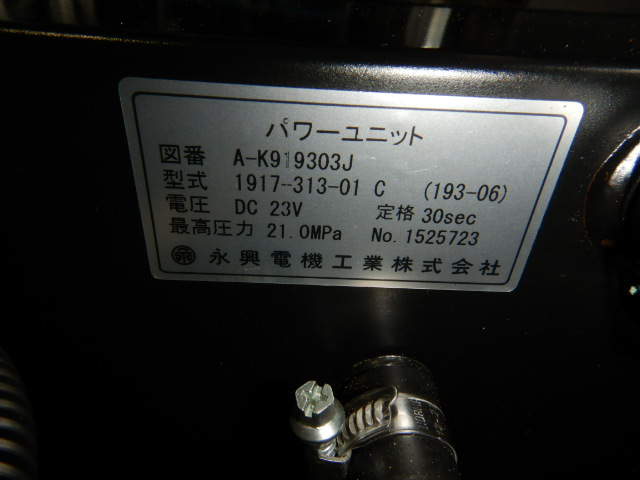 パワーユニット
図番 A-K919303J
型式 1917-313-01 C (193-06)
電圧 DC 23V 定格 30sec
最高圧力 21.0MPa No.1525723
永興電機工業株式会社